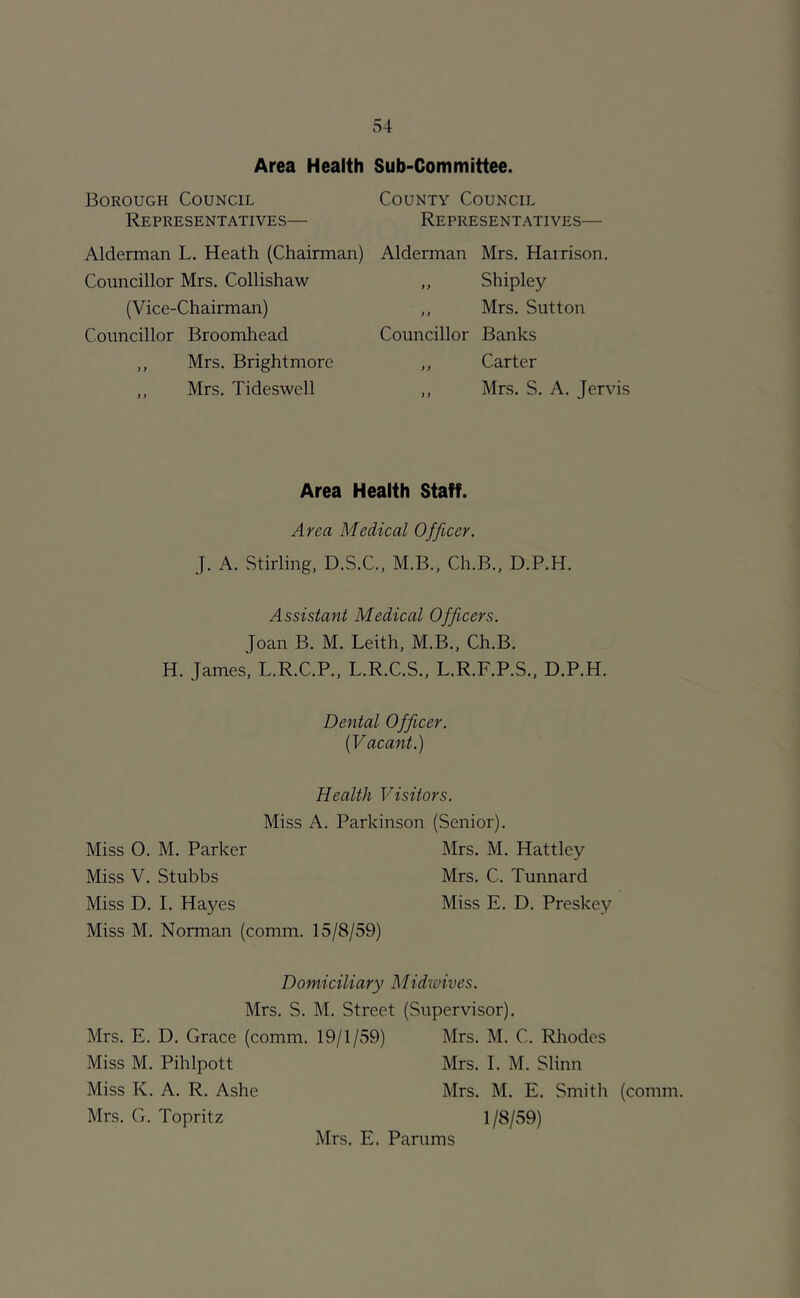 54
Area Health Sub-Committee.
Borough Council County Council
Representatives— Representatives—
Alderman L. Heath (Chairman) Alderman Mrs. Harrison.
Councillor Mrs. Collishaw ,, Shipley
(Vice-Chairman) ,, Mrs. Sutton
Councillor Broomhead Councillor Banks
,, Mrs. Brightmore ,, Carter
,, Mrs. Tideswell ,, Mrs. S. A. Jervis
Area Health Staff.
Area Medical Officer.
J. A. Stirling, D.S.C., M.B., Ch.B., D.P.H.
Assistant Medical Officers.
Joan B. M. Leith, M.B., Ch.B.
H. James, L.R.C.P., L.R.C.S., L.R.F.P.S., D.P.H.
Dental Officer.
(Vacant.)
Health Visitors.
Miss A. Parkinson (Senior).
Miss O. M. Parker Mrs. M. Hattley
Miss V. Stubbs Mrs. C. Tunnard
Miss D. I. Hayes Miss E. D. Preskey
Miss M. Norman (comm. 15/8/59)
Domiciliary Midwives.
Mrs. S. M. Street (Supervisor).
Mrs. E. D. Grace (comm. 19/1/59) Mrs. M. C. Rhodes
Miss M. Pihlpott Mrs. I. M. Slinn
Miss K. A. R. Ashe Mrs. M. E. Smith (comm.
Mrs. G. Topritz 1/8/59)
Mrs. E. Parums